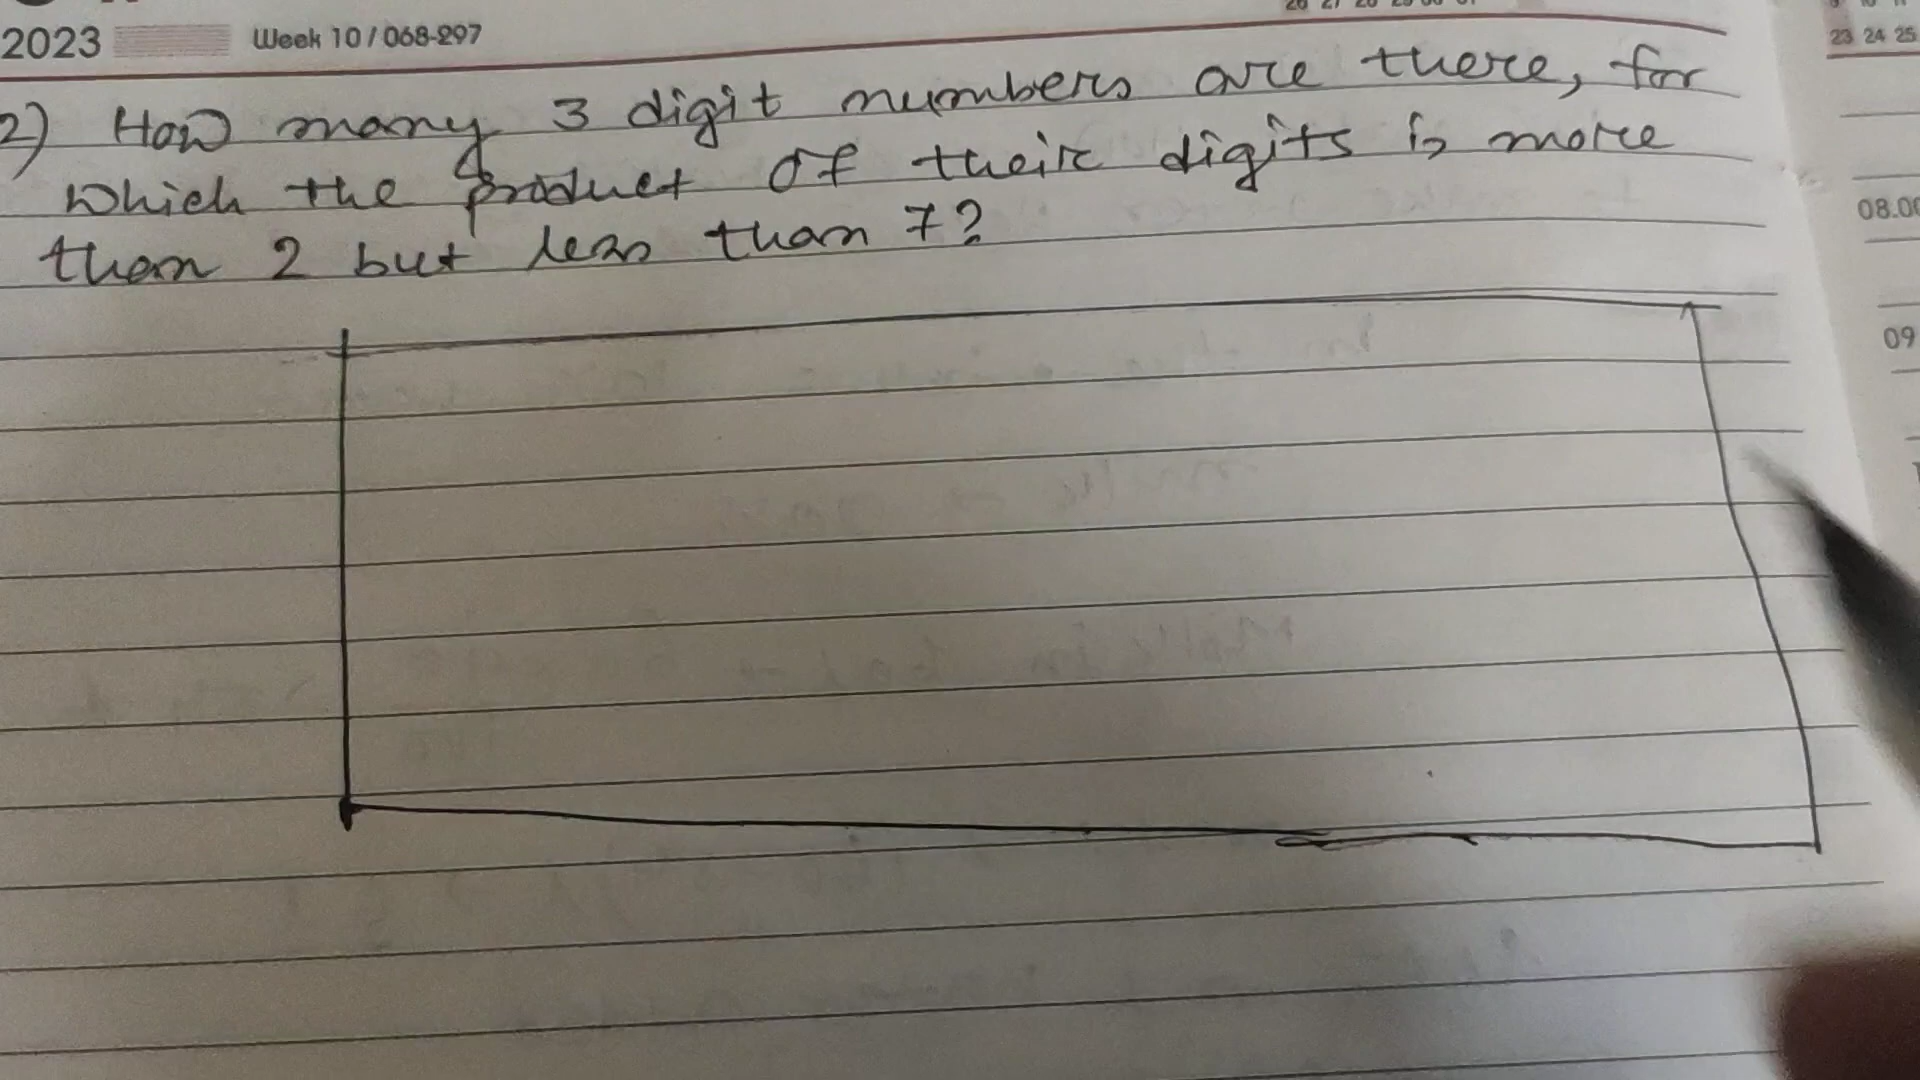 2023 Week 10/068-297
23 24 25
2) How many 3 digit numbers are there, for
which the product of their digits is more
than 2 but less than 7?
08.00
09